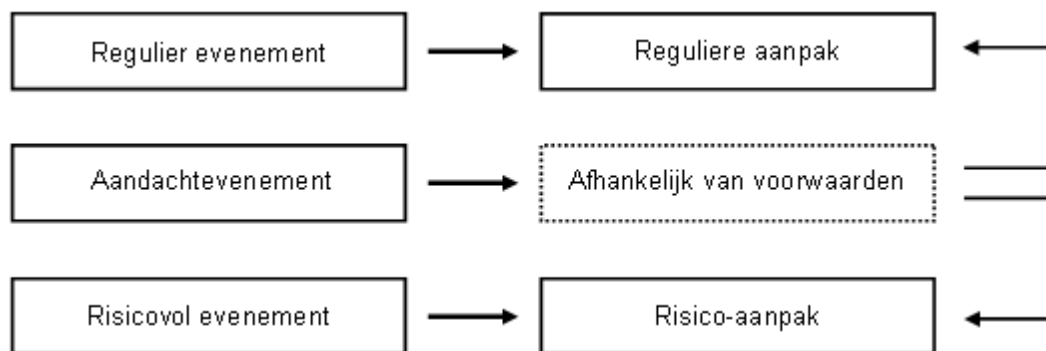 Regulier evenement
Reguliere aanpak
Aandachtevenement
Afhankelijk van voorwaarden
Risicovol evenement
Risico-aanpak